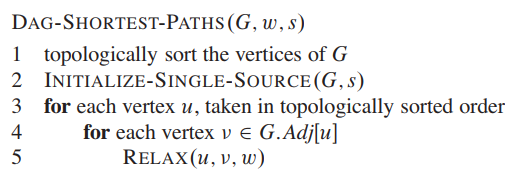 DAG-SHORTEST-PATHS(G, w, s)
1 topologically sort the vertices of G
2 INITIALIZE-SINGLE-SOURCE(G, s)
3 for each vertex u, taken in topologically sorted order
4 for each vertex v ∈ G.Adj[u]
5 RELAX(u, v, w)